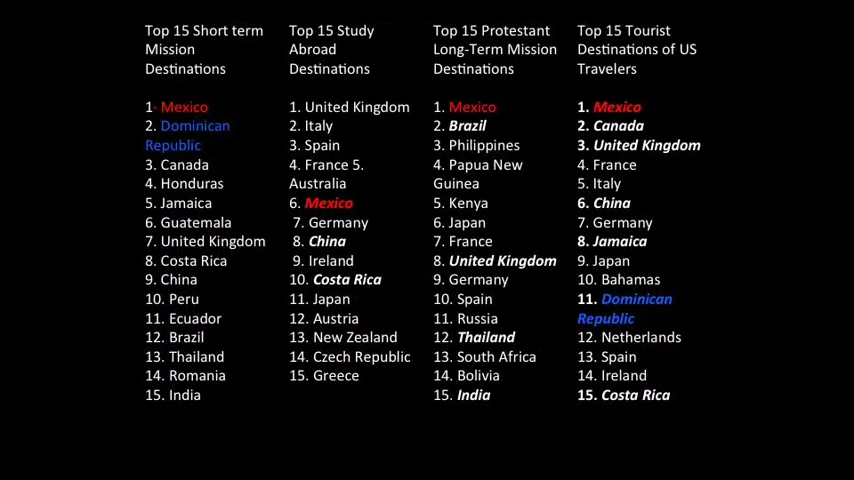 Top 15 Short term
Mission
Destinations
1 Mexico
2. Dominican
Republic
3. Canada
4. Honduras
5. Jamaica
6. Guatemala
7. United Kingdom
8. Costa Rica
9. China
10. Peru
11. Ecuador
12. Brazil
13. Thailand
14. Romania
15. India
Top 15 Study
Abroad
Destinations
1. United Kingdom
2. Italy
3. Spain
4. France 5.
Australia
6. Mexico
7. Germany
8. China
9. Ireland
10. Costa Rica
11. Japan
12. Austria
13. New Zealand
14. Czech Republic
15. Greece
Top 15 Protestant
Long-Term Mission
Destinations
1. Mexico
2. Brazil
3. Philippines
4. Papua New
Guinea
5. Kenya
6. Japan
7. France
8. United Kingdom
9. Germany
10. Spain
11. Russia
12. Thailand
13. South Africa
14. Bolivia
15. India
Top 15 Tourist
Destinations of US
Travelers
1. Mexico
2. Canada
3. United Kingdom
4. France
5. Italy
6. China
7. Germany
8. Jamaica
9. Japan
10. Bahamas
11. Dominican
Republic
12. Netherlands
13. Spain
14. Ireland
15. Costa Rica